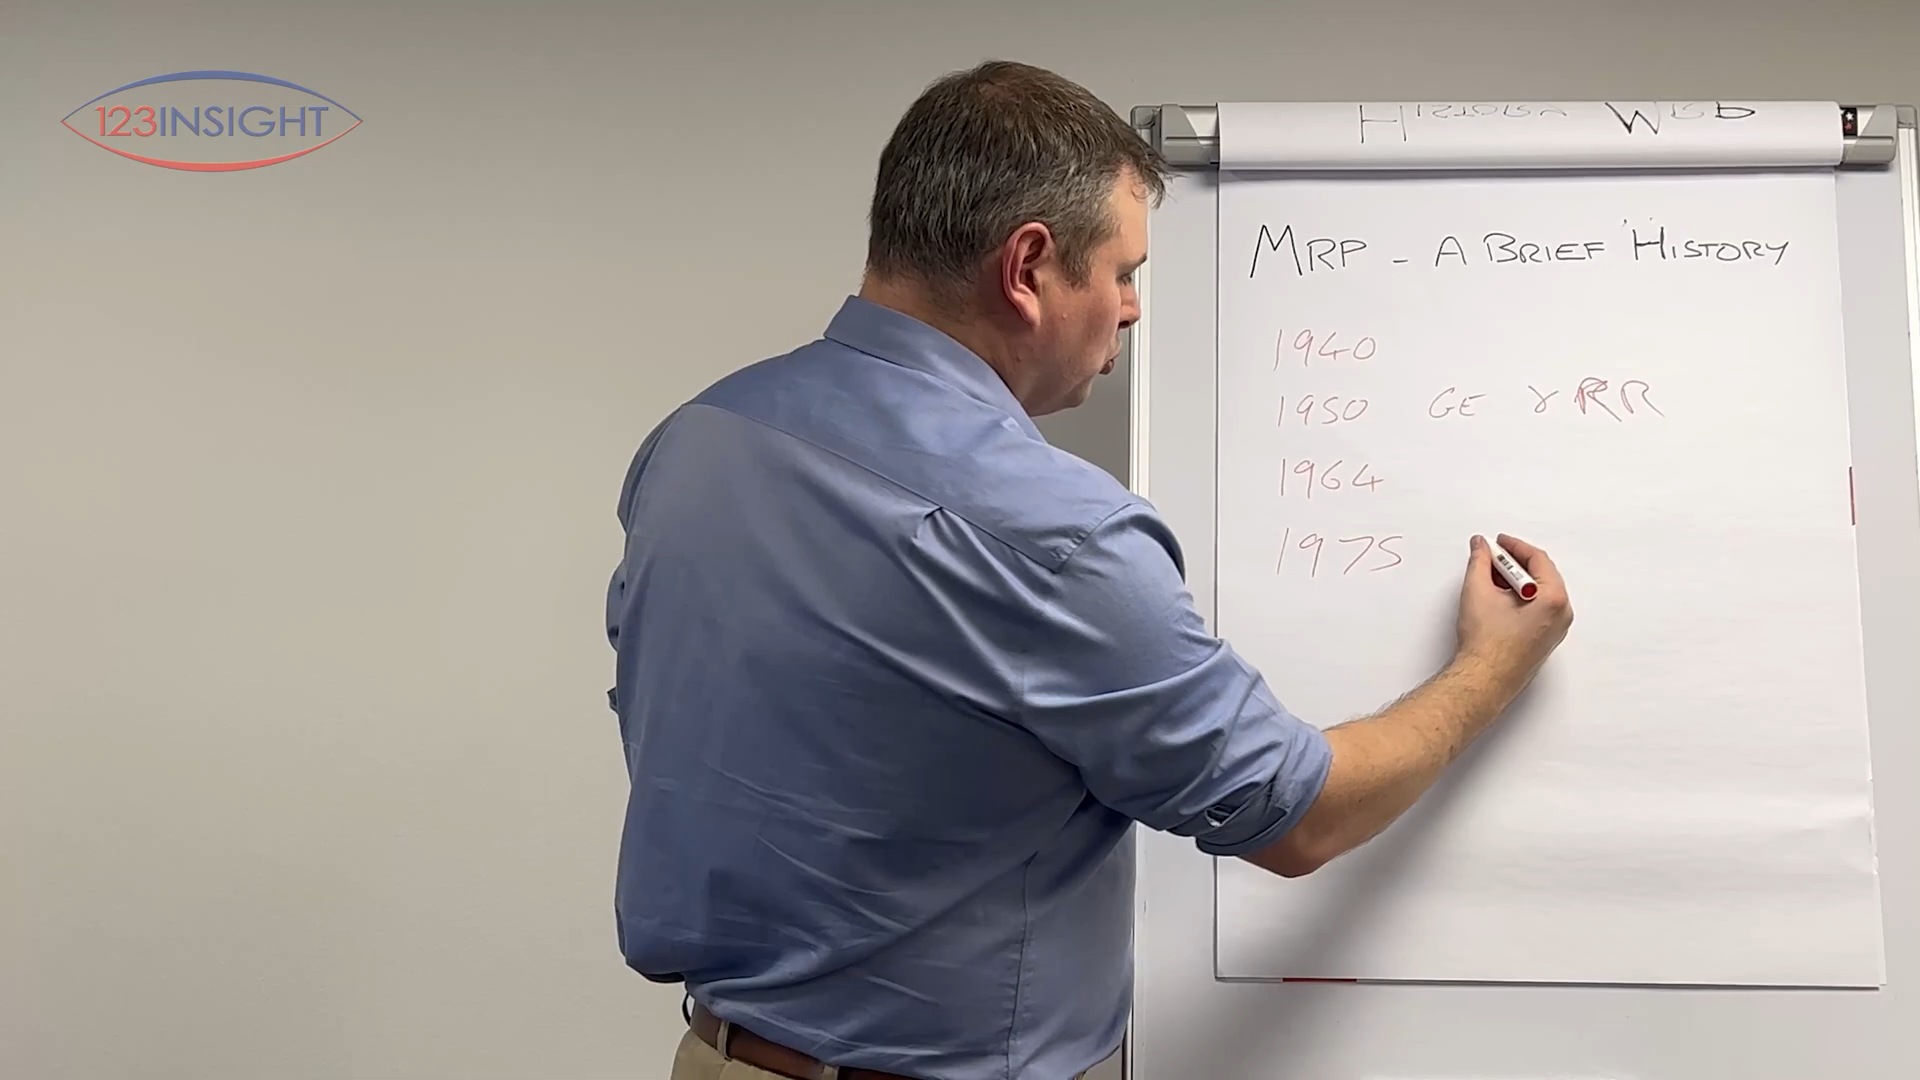 123INSIGHT
MRP - A BRIEF HISTORY
1940
1950 GE & RR
1964
1975